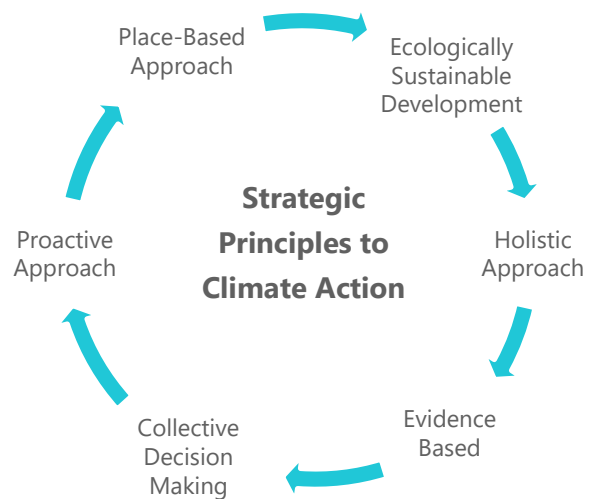 Place-Based
Approach
Ecologically
Sustainable
Development
Strategic
Principles to
Climate Action
Proactive
Approach
Holistic
Approach
Evidence
Based
Collective
Decision
Making